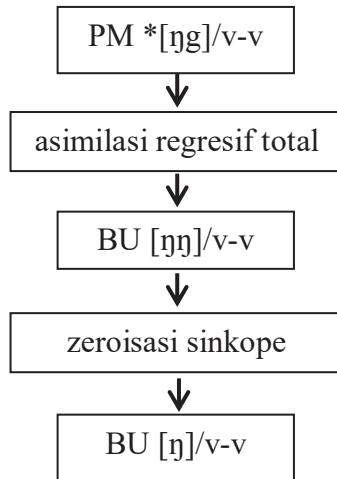 PM *[ŋg]/v-v
asimilasi regresif total
BU [ŋŋ]/v-v
zeroisasi sinkope
BU [ŋ]/v-v